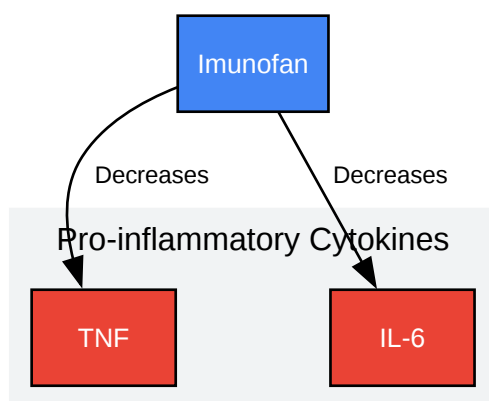 Imunofan
Decreases
Decreases
Pro-inflammatory Cytokines
TNF
IL-6